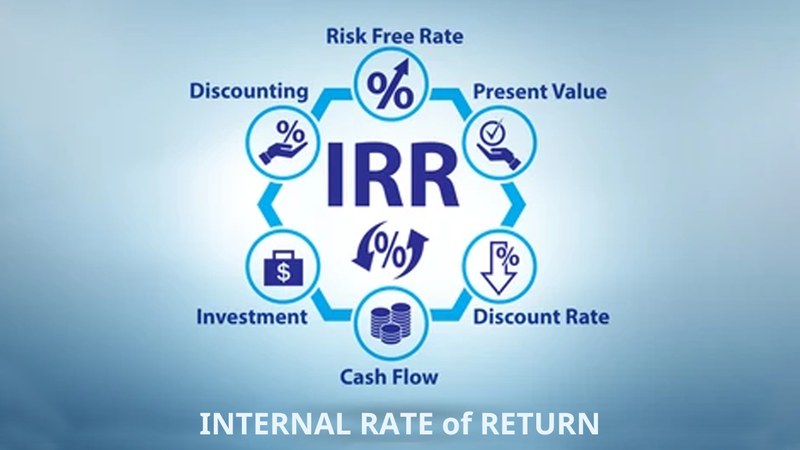 Risk Free Rate
%
Discounting
Present Value
%
IRR
%
%
$
Investment
Discount Rate
Cash Flow
INTERNAL RATE of RETURN